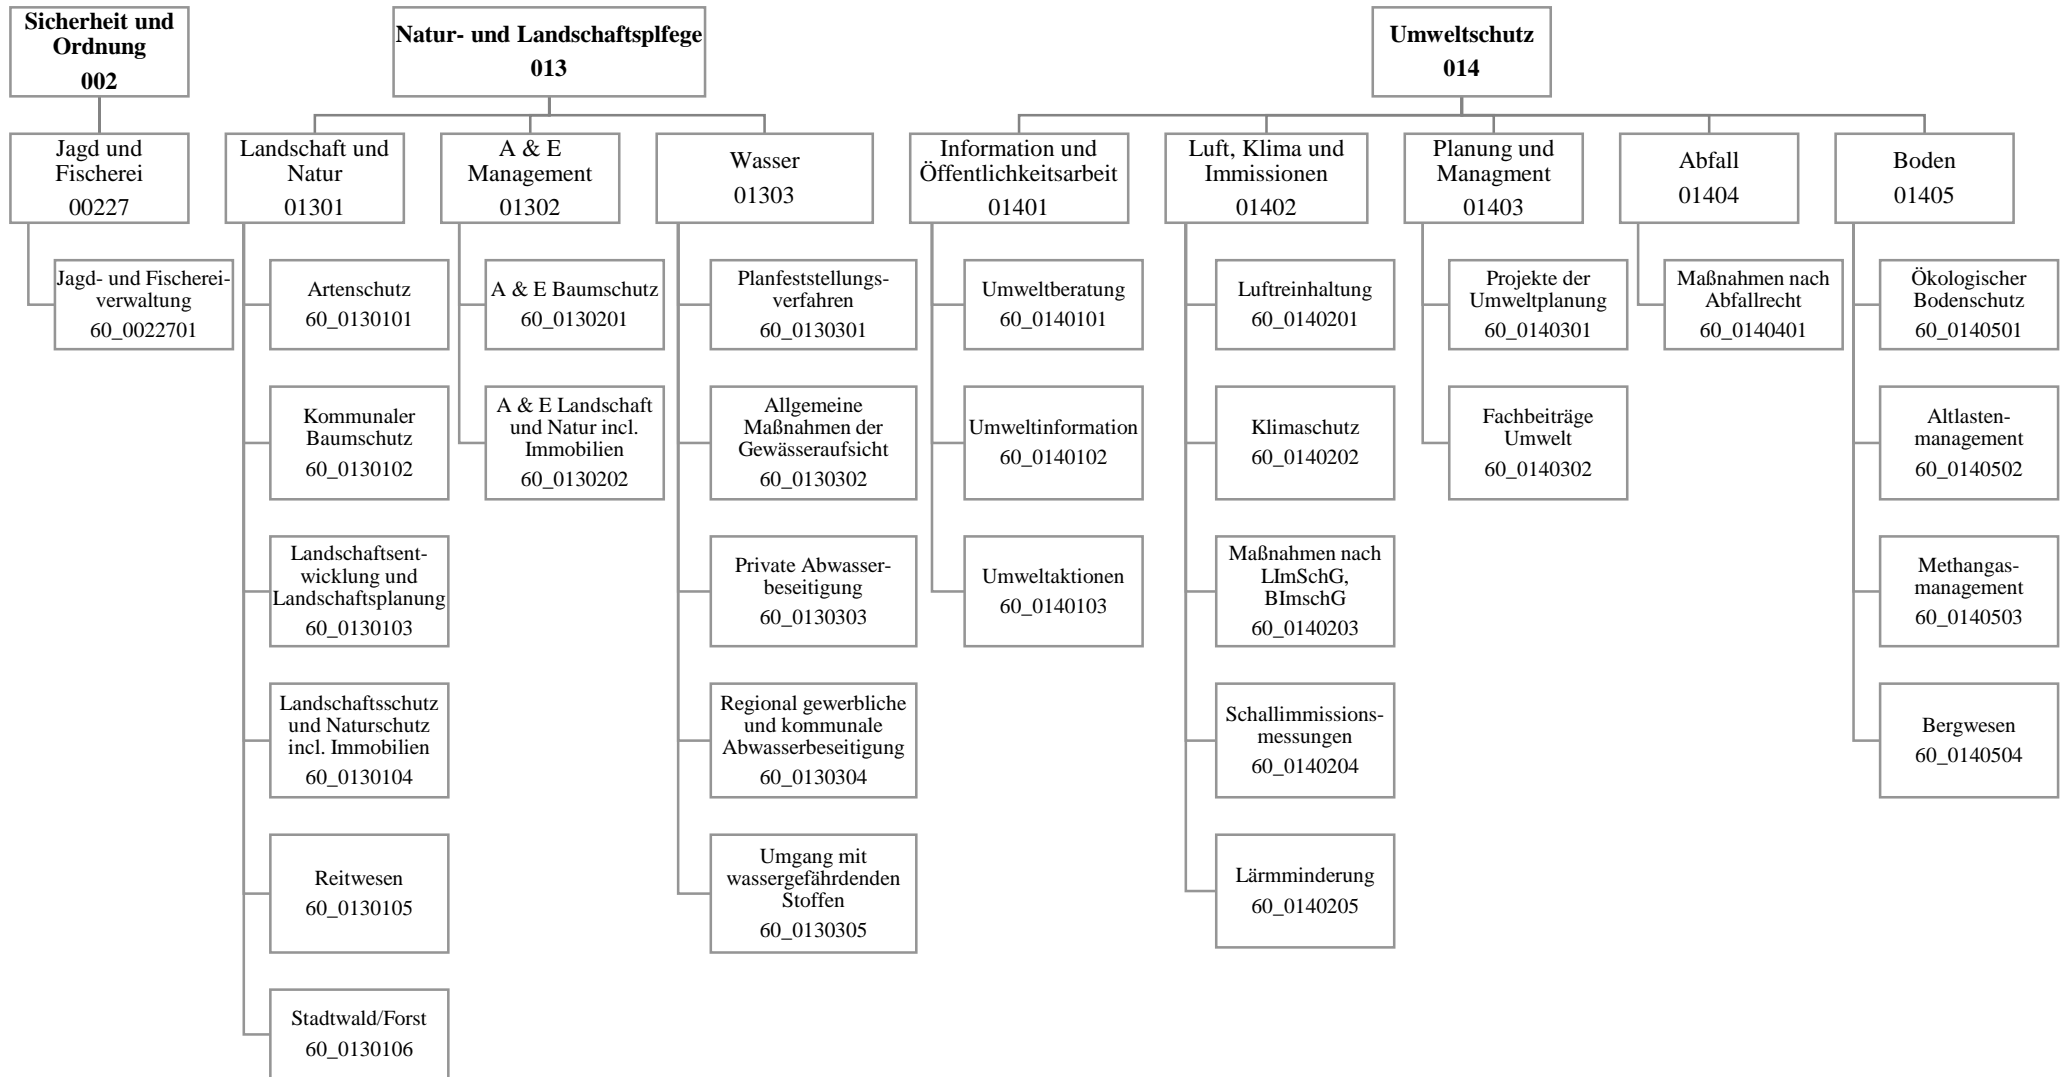 Sicherheit und
Ordnung
002
Natur- und Landschaftsplfege
013
Umweltschutz
014
Jagd und
Fischerei
00227
Landschaft und
Natur
01301
A & E
Management
01302
Wasser
01303
Information und
Öffentlichkeitsarbeit
01401
Luft, Klima und
Immissionen
01402
Planung und
Managment
01403
Abfall
01404
Boden
01405
Jagd- und Fischerei-
verwaltung
60_0022701
Artenschutz
60_0130101
Kommunaler
Baumschutz
60_0130102
Landschaftsent-
wicklung und
Landschaftsplanung
60_0130103
Landschaftsschutz
und Naturschutz
incl. Immobilien
60_0130104
Reitwesen
60_0130105
Stadtwald/Forst
60_0130106
A & E Baumschutz
60_0130201
A & E Landschaft
und Natur incl.
Immobilien
60_0130202
Planfeststellungs-
verfahren
60_0130301
Allgemeine
Maßnahmen der
Gewässeraufsicht
60_0130302
Private Abwasser-
beseitigung
60_0130303
Regional gewerbliche
und kommunale
Abwasserbeseitigung
60_0130304
Umgang mit
wassergefährdenden
Stoffen
60_0130305
Umweltberatung
60_0140101
Umweltinformation
60_0140102
Umweltaktionen
60_0140103
Luftreinhaltung
60_0140201
Klimaschutz
60_0140202
Maßnahmen nach
LImSchG,
BImschG
60_0140203
Schallimmissions-
messungen
60_0140204
Lärmminderung
60_0140205
Projekte der
Umweltplanung
60_0140301
Fachbeiträge
Umwelt
60_0140302
Maßnahmen nach
Abfallrecht
60_0140401
Ökologischer
Bodenschutz
60_0140501
Altlasten-
management
60_0140502
Methangas-
management
60_0140503
Bergwesen
60_0140504